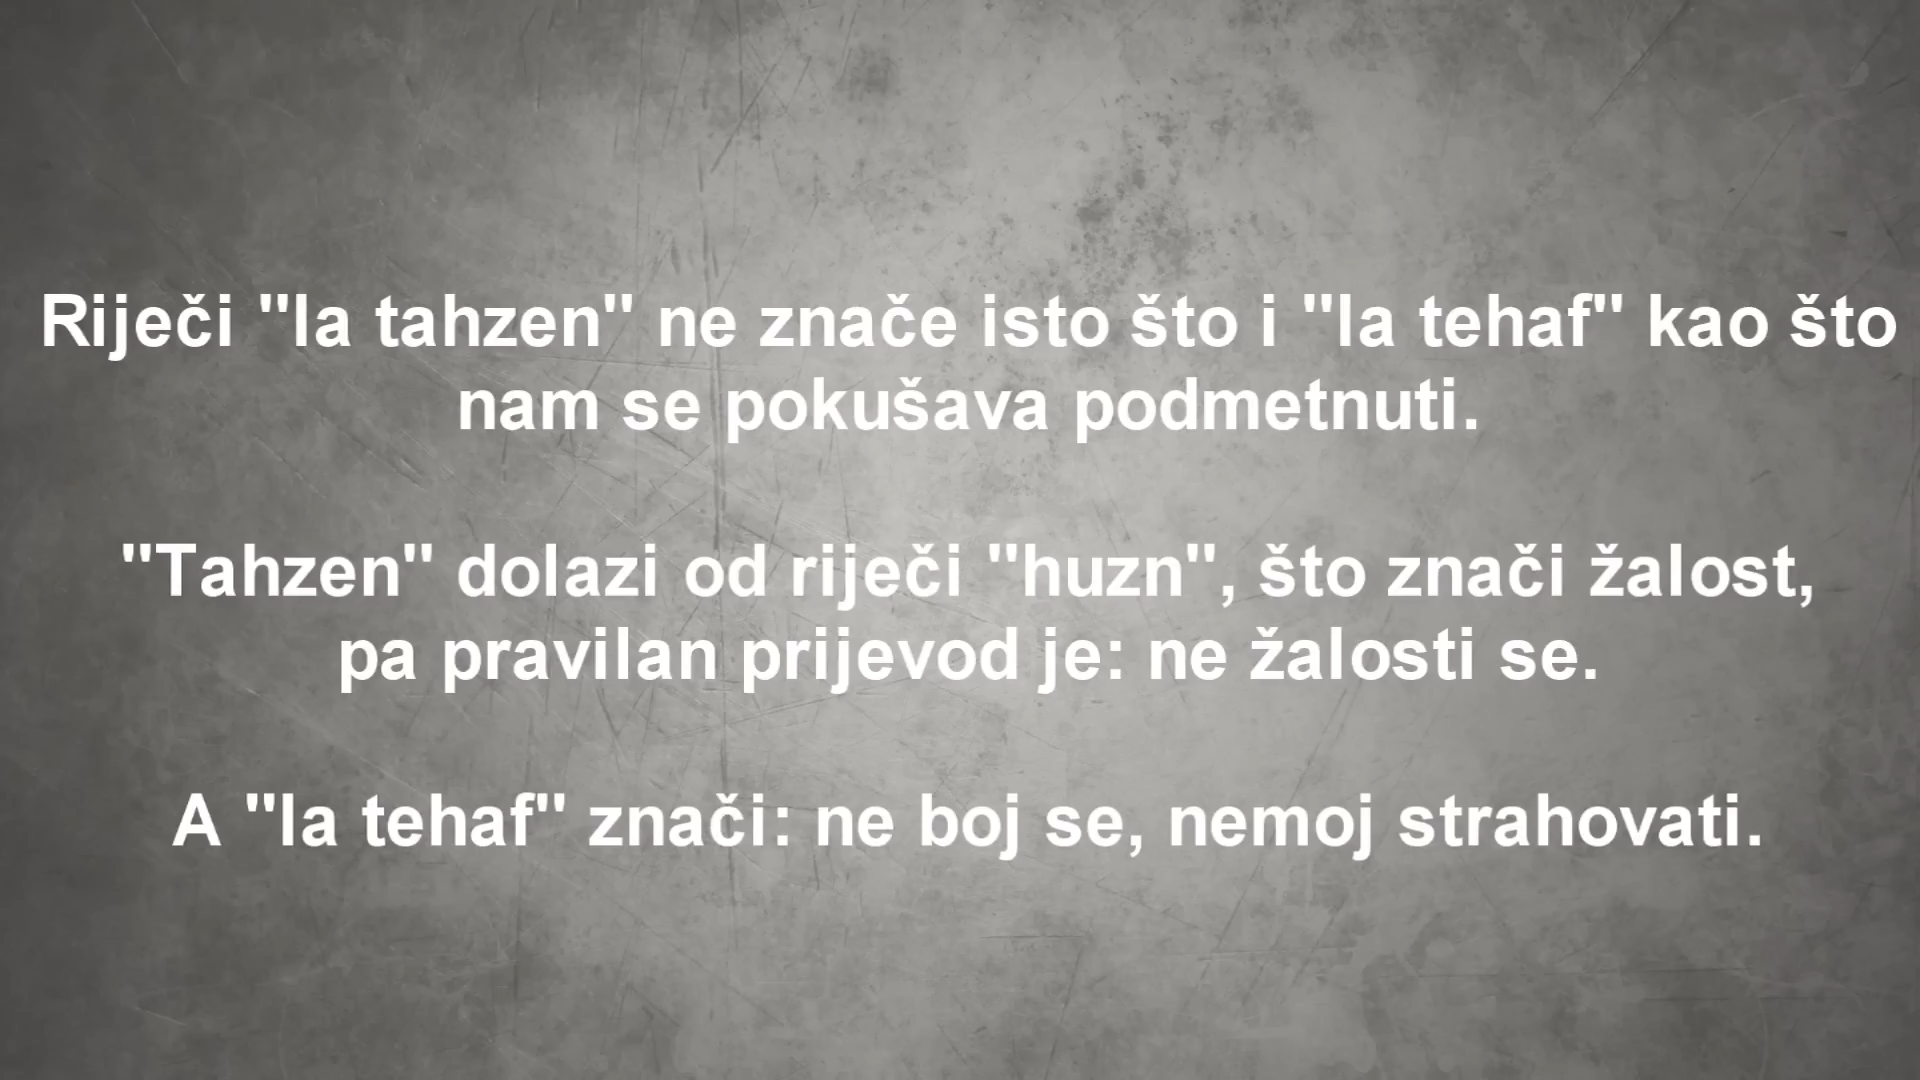 Riječi "la tahzen" ne znače isto što i "la tehaf" kao što
nam se pokušava podmetnuti.
"Tahzen" dolazi od riječi "huzn", što znači žalost,
pa pravilan prijevod je: ne žalosti se.
A "la tehaf" znači: ne boj se, nemoj strahovati.